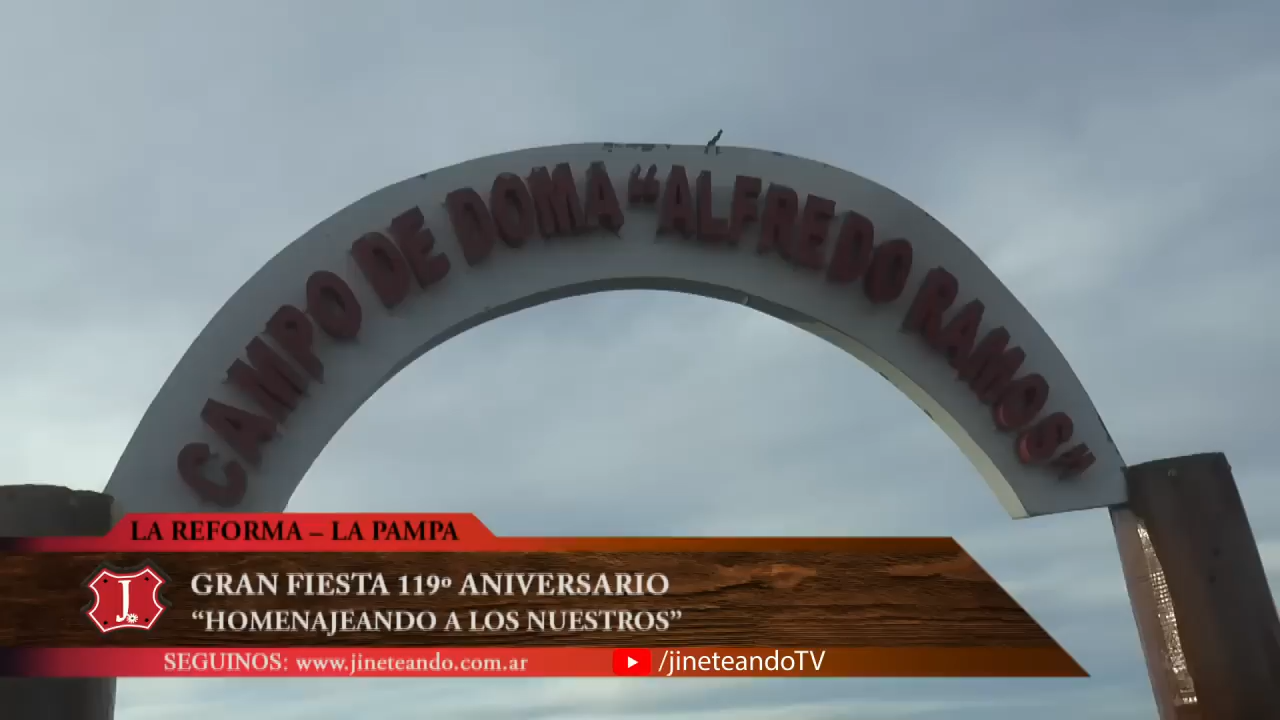 CAMPO DE DOMA “ALFREDO RAMOS”
LA REFORMA – LA PAMPA
J
GRAN FIESTA 119º ANIVERSARIO
“HOMENAJEANDO A LOS NUESTROS”
SEGUINOS: www.jineteando.com.ar
/jineteandoTV